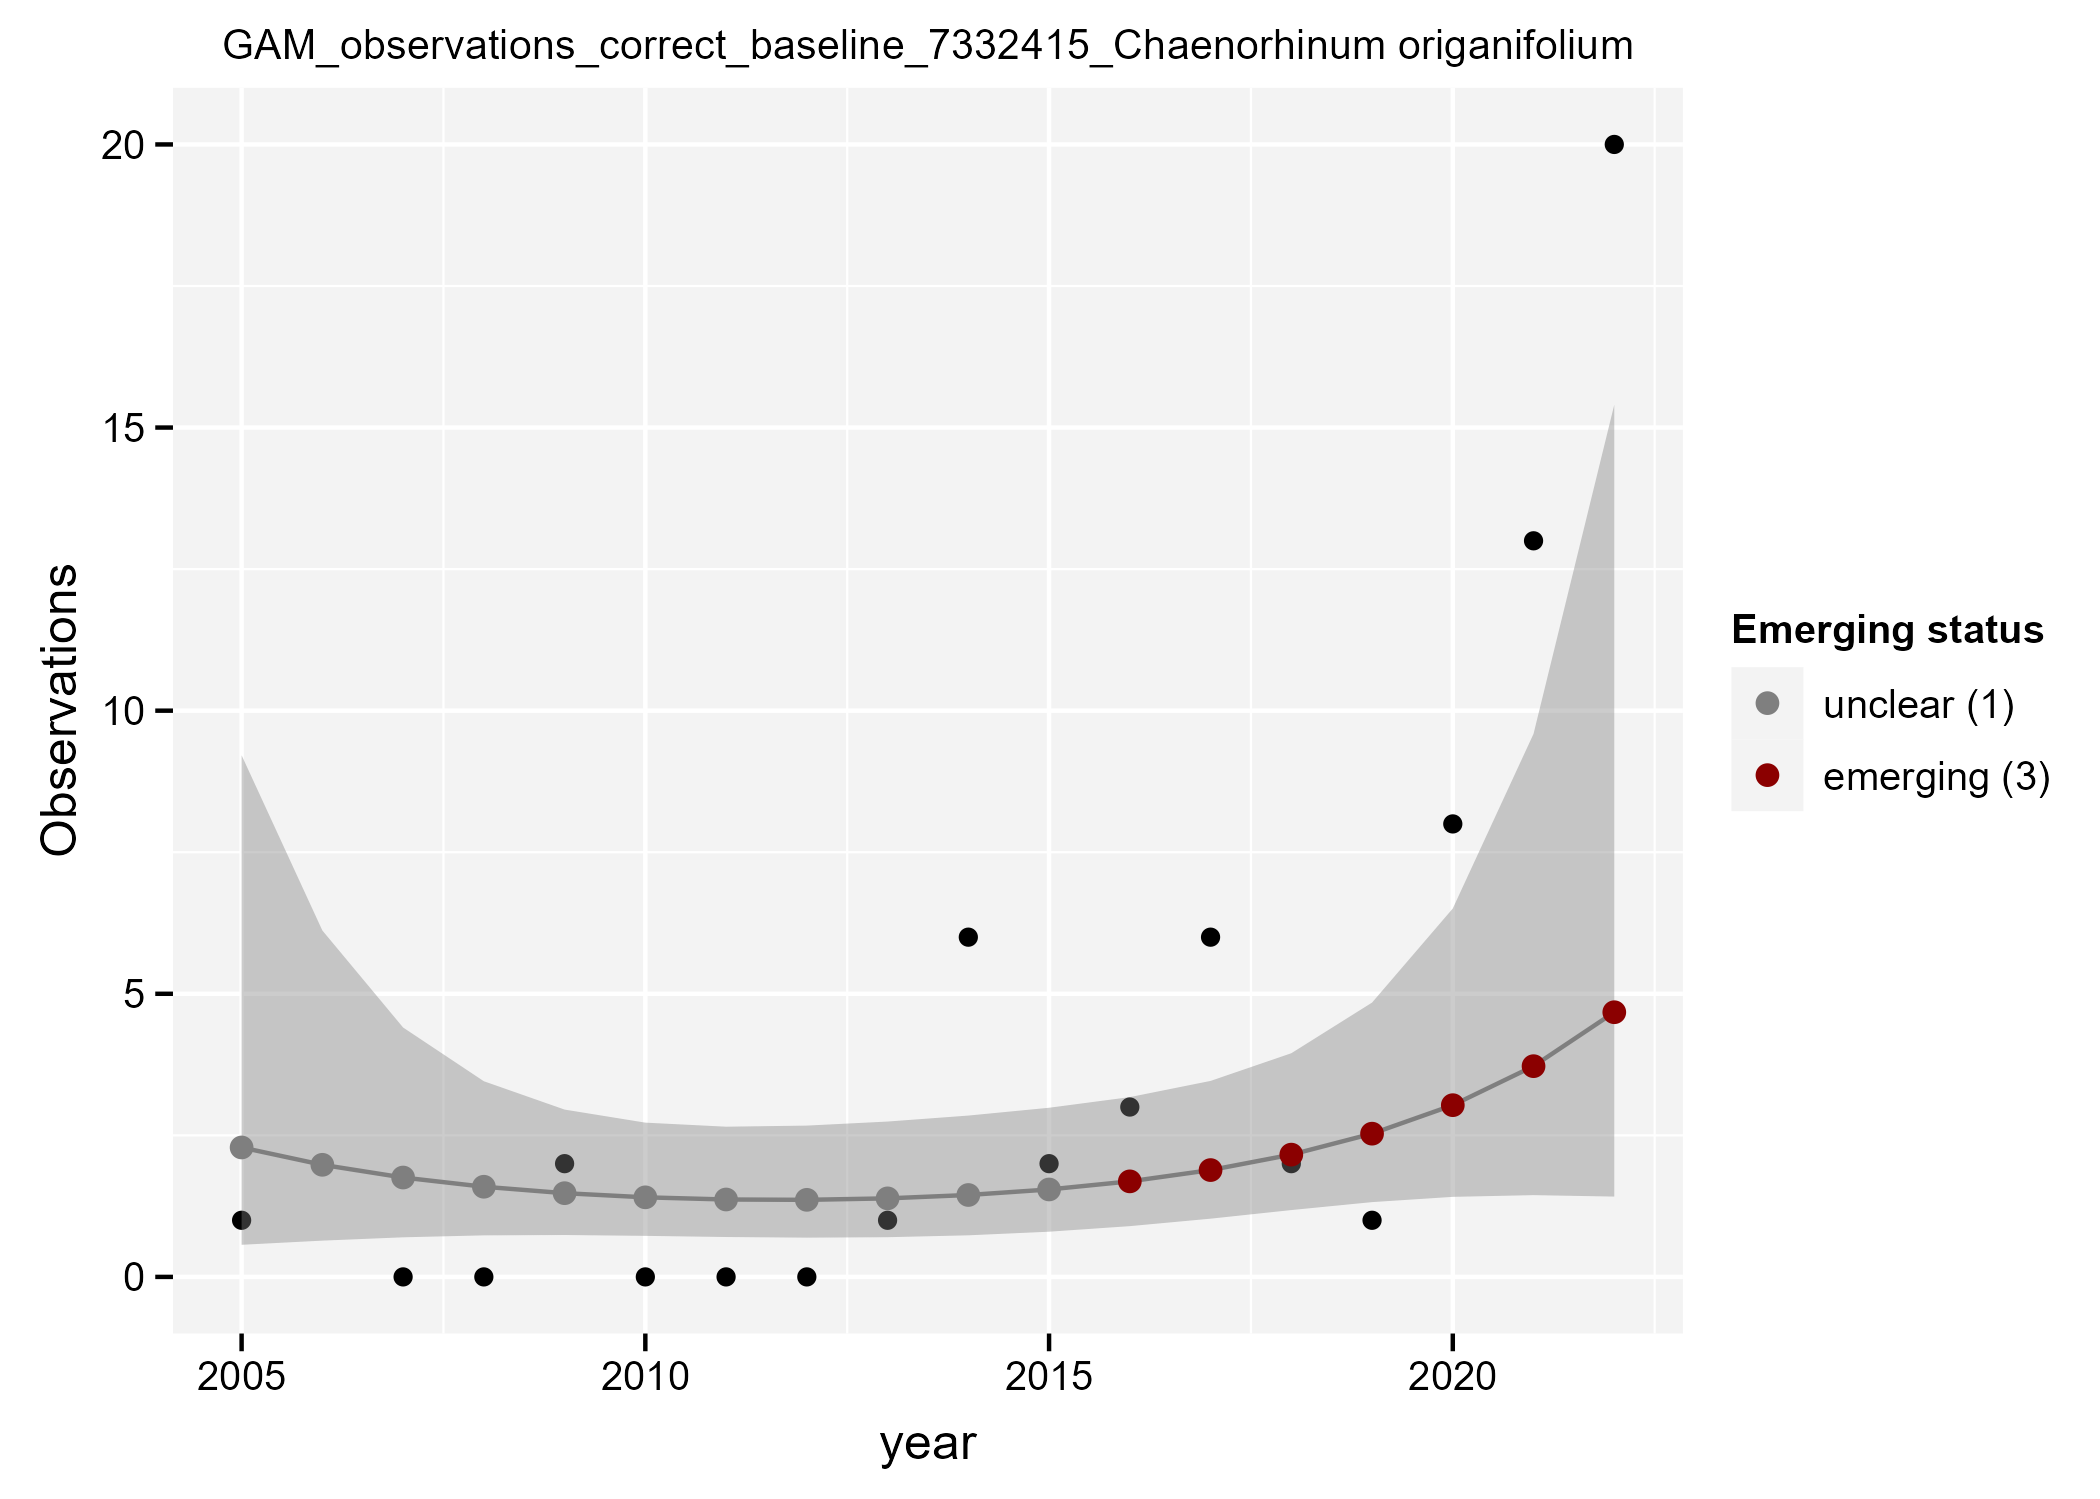 GAM_observations_correct_baseline_7332415_Chaenorhinum origanifolium
20
15
10
5
0
Observations
2005
2010
2015
2020
year
Emerging status
unclear (1)
emerging (3)